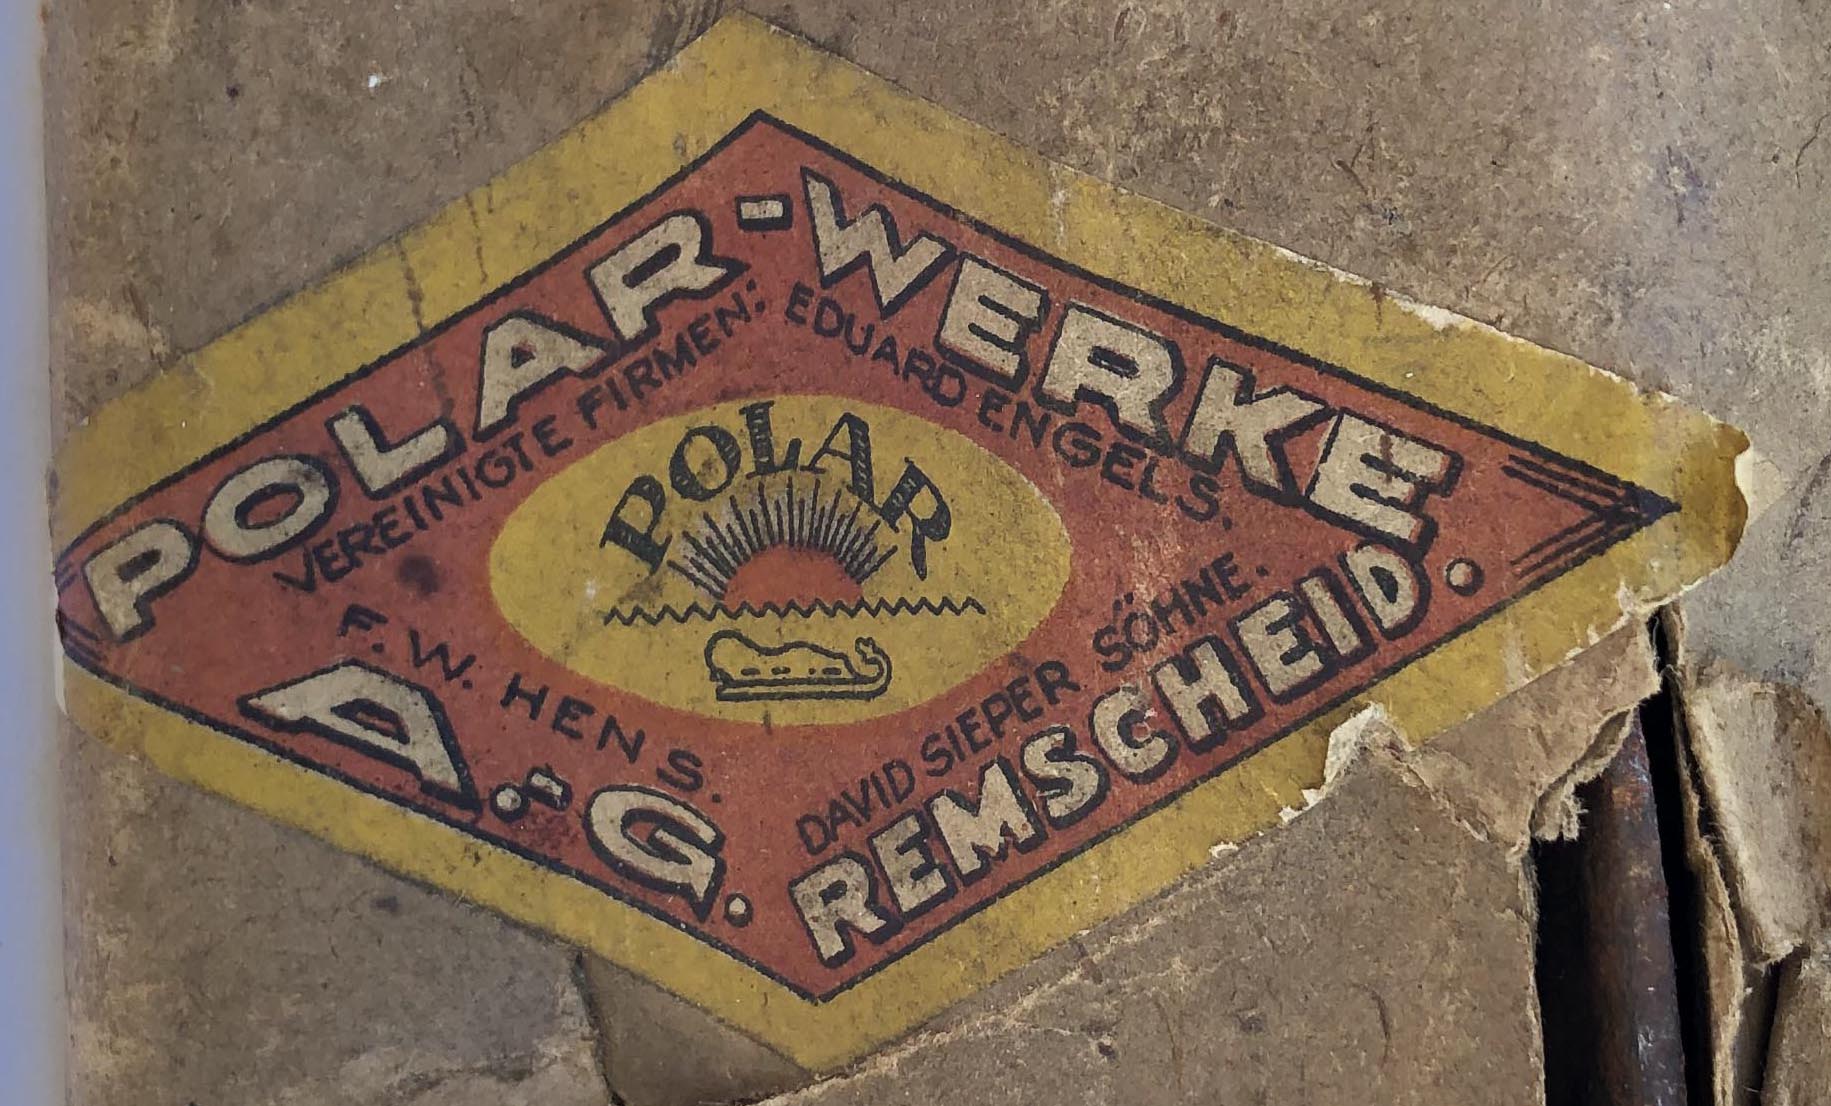 POLAR-WERKE
VEREINIGTE FIRMEN: EDUARD ENGELS.
POLAR
F. W. HENS.
DAVID SIEPER SÖHNE.
A.-G.
REMSCHEID.